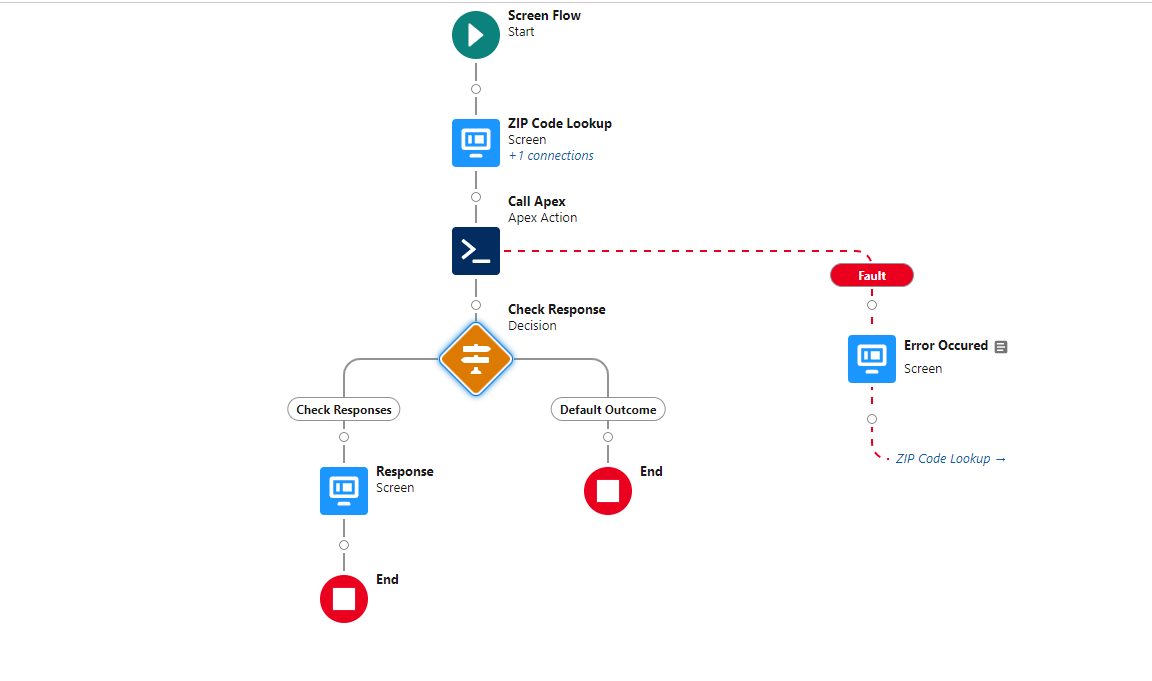 Screen Flow
Start
ZIP Code Lookup
Screen
+1 connections
Call Apex
Apex Action
Fault
Check Response
Decision
Error Occured
Screen
Check Responses
Default Outcome
ZIP Code Lookup →
Response
Screen
End
End